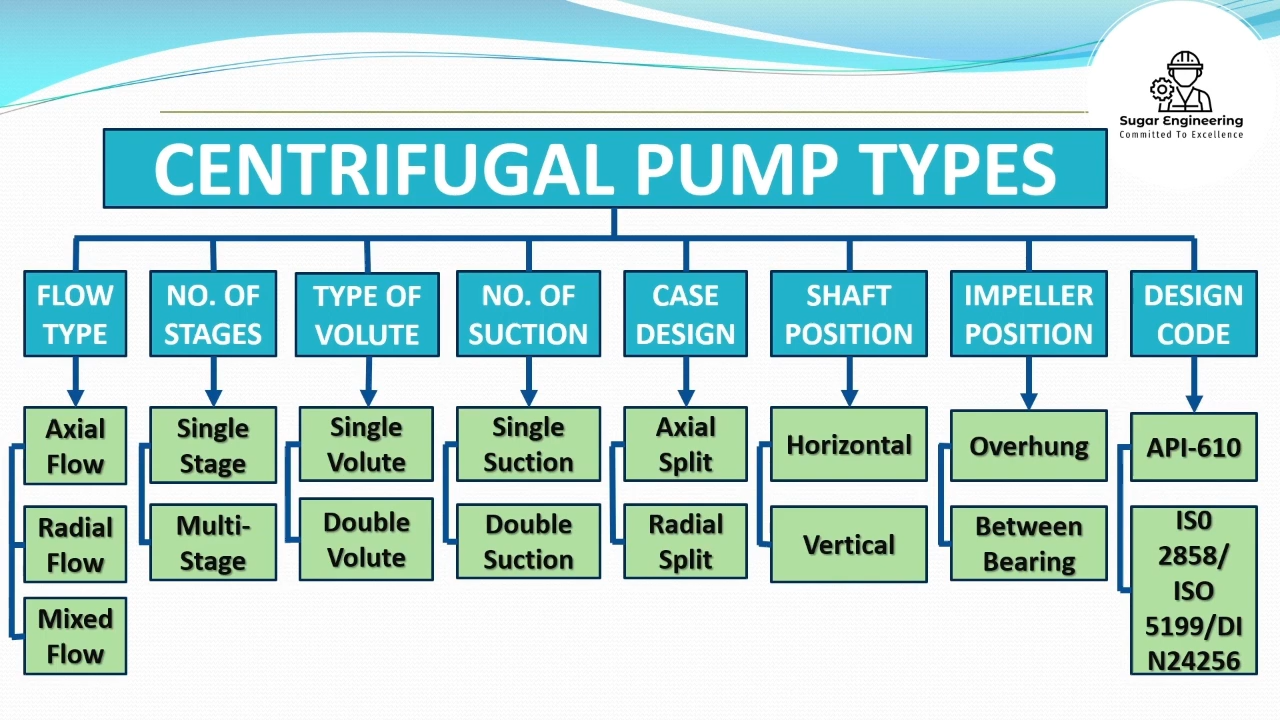 Sugar Engineering
Committed To Excellence
CENTRIFUGAL PUMP TYPES
FLOW
TYPE
NO. OF
STAGES
TYPE OF
VOLUTE
NO. OF
SUCTION
CASE
DESIGN
SHAFT
POSITION
IMPELLER
POSITION
DESIGN
CODE
Axial
Flow
Radial
Flow
Mixed
Flow
Single
Stage
Multi-
Stage
Single
Volute
Double
Volute
Single
Suction
Double
Suction
Axial
Split
Radial
Split
Horizontal
Vertical
Overhung
Between
Bearing
API-610
IS0
2858/
ISO
5199/DI
N24256